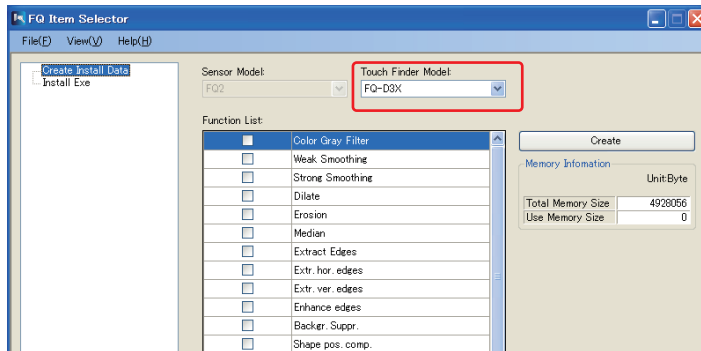 FQ Item Selector
File(F) View(V) Help(H)
Create Install Data
Install Exe
Sensor Model:
FQ2
Touch Finder Model:
FQ-D3X
Function List:
Color Gray Filter
Weak Smoothing
Strong Smoothing
Dilate
Erosion
Median
Extract Edges
Extr. hor. edges
Extr. ver. edges
Enhance edges
Backgr. Suppr.
Shape pos. comp.
Create
Memory Infomation
Unit:Byte
Total Memory Size 4928056
Use Memory Size 0